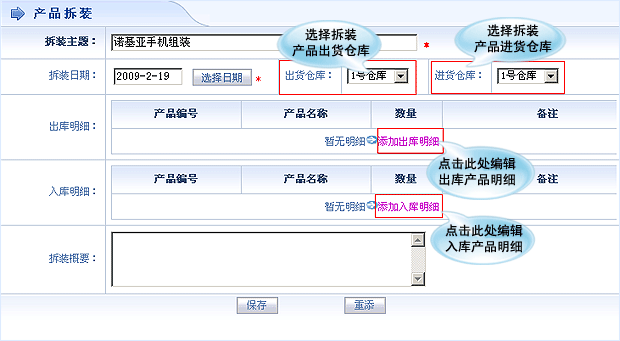 产品拆装
选择拆装
产品出货仓库
选择拆装
产品进货仓库
拆装主题： 诺基亚手机组装 *
拆装日期： 2009-2-19 选择日期 * 出货仓库： 1号仓库 进货仓库： 1号仓库
产品编号 产品名称 数量 备注
出库明细：
暂无明细 添加出库明细
点击此处编辑
出库产品明细
产品编号 产品名称 数量 备注
入库明细：
暂无明细 添加入库明细
点击此处编辑
入库产品明细
拆装概要：
保存 重添